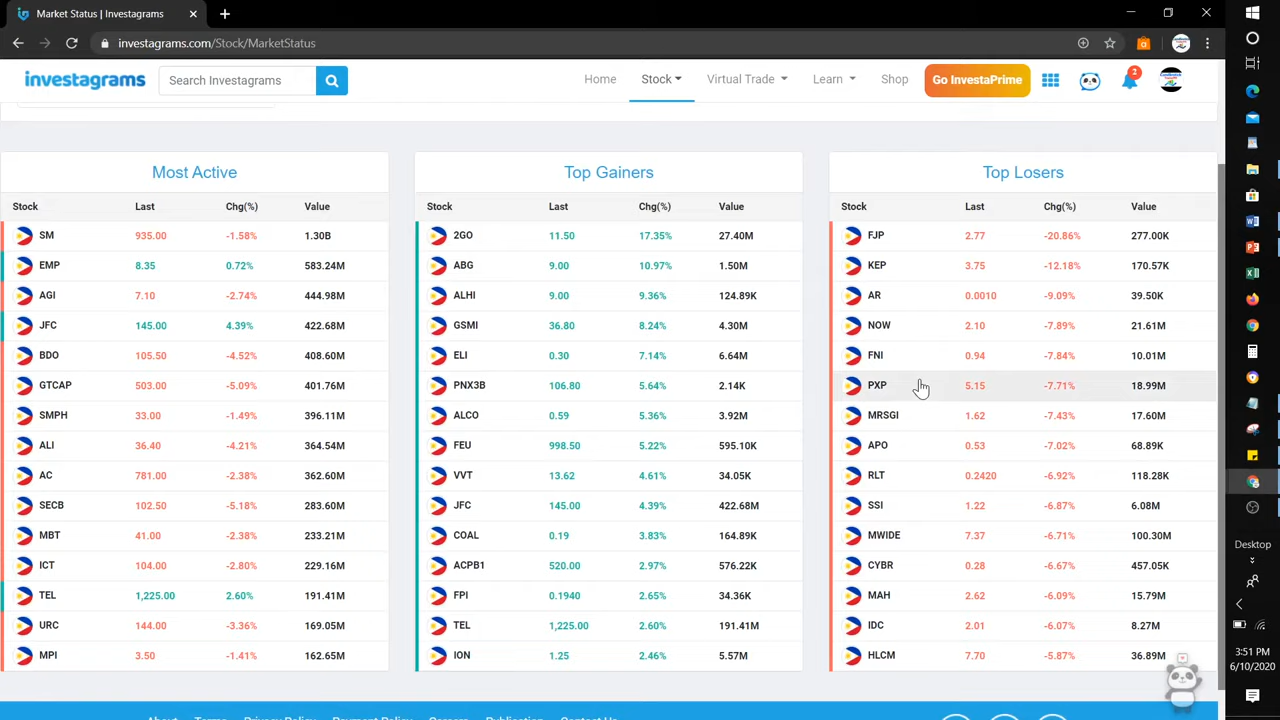 Market Status | Investagrams
investagrams.com/Stock/MarketStatus
investagrams Search Investagrams Home Stock Virtual Trade Learn Shop Go InvestaPrime 2
Most Active
Stock Last Chg(%) Value
SM 935.00 -1.58% 1.30B
EMP 8.35 0.72% 583.24M
AGI 7.10 -2.74% 444.98M
JFC 145.00 4.39% 422.68M
BDO 105.50 -4.52% 408.60M
GTCAP 503.00 -5.09% 401.76M
SMPH 33.00 -1.49% 396.11M
ALI 36.40 -4.21% 364.54M
AC 781.00 -2.38% 362.60M
SECB 102.50 -5.18% 283.60M
MBT 41.00 -2.38% 233.21M
ICT 104.00 -2.80% 229.16M
TEL 1,225.00 2.60% 191.41M
URC 144.00 -3.36% 169.05M
MPI 3.50 -1.41% 162.65M
Top Gainers
Stock Last Chg(%) Value
2GO 11.50 17.35% 27.40M
ABG 9.00 10.97% 1.50M
ALHI 9.00 9.36% 124.89K
GSMI 36.80 8.24% 4.30M
ELI 0.30 7.14% 6.64M
PNX3B 106.80 5.64% 2.14K
ALCO 0.59 5.36% 3.92M
FEU 998.50 5.22% 595.10K
VVT 13.62 4.61% 34.05K
JFC 145.00 4.39% 422.68M
COAL 0.19 3.83% 164.89K
ACPB1 520.00 2.97% 576.22K
FPI 0.1940 2.65% 34.36K
TEL 1,225.00 2.60% 191.41M
ION 1.25 2.46% 5.57M
Top Losers
Stock Last Chg(%) Value
FJP 2.77 -20.86% 277.00K
KEP 3.75 -12.18% 170.57K
AR 0.0010 -9.09% 39.50K
NOW 2.10 -7.89% 21.61M
FNI 0.94 -7.84% 10.01M
PXP 5.15 -7.71% 18.99M
MRSGI 1.62 -7.43% 17.60M
APO 0.53 -7.02% 68.89K
RLT 0.2420 -6.92% 118.28K
SSI 1.22 -6.87% 6.08M
MWIDE 7.37 -6.71% 100.30M
CYBR 0.28 -6.67% 457.05K
MAH 2.62 -6.09% 15.79M
IDC 2.01 -6.07% 8.27M
HLCM 7.70 -5.87% 36.89M
About Terms Privacy Policy Payment Policy Careers Publication Contact Us
Desktop
3:51 PM
6/10/2020